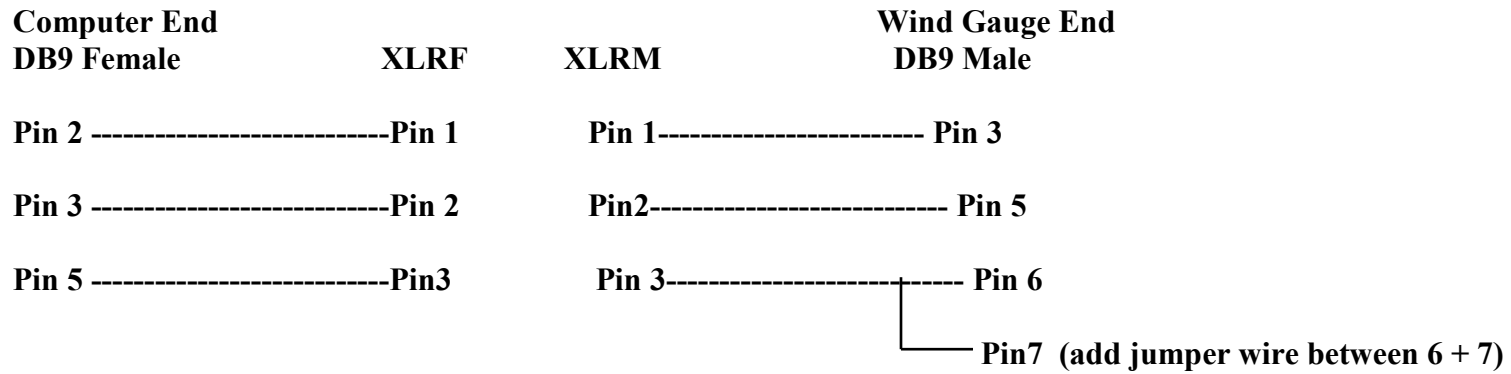 Computer End Wind Gauge End
DB9 Female XLRF XLRM DB9 Male
Pin 2 ----------------------------Pin 1 Pin 1------------------------- Pin 3
Pin 3 ----------------------------Pin 2 Pin2---------------------------- Pin 5
Pin 5 ----------------------------Pin3 Pin 3---------------------------- Pin 6
Pin7 (add jumper wire between 6 + 7)